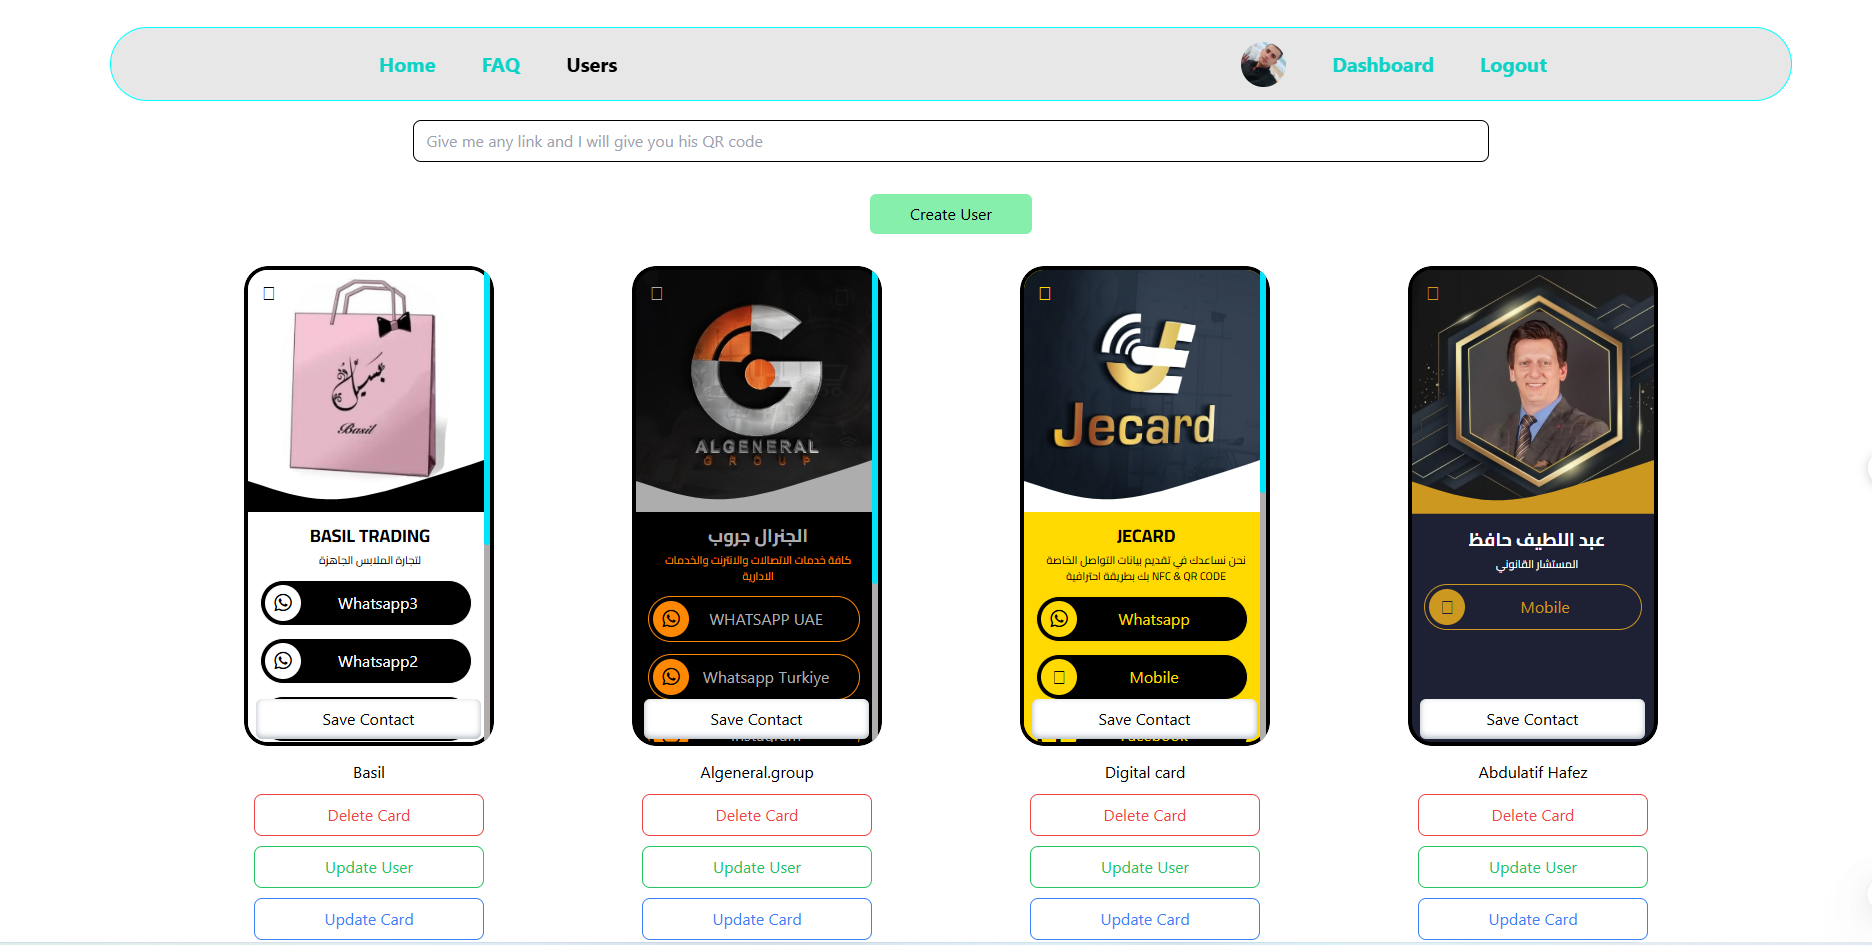 Home FAQ Users Dashboard Logout
Give me any link and I will give you his QR code
Create User
بسيل
Basil
BASIL TRADING
لتجارة الملابس الجاهزة
Whatsapp3
Whatsapp2
Save Contact
Basil
Delete Card
Update User
Update Card
ALGENERAL
GROUP
الجنرال جروب
كافة خدمات الاتصالات والانترنت والخدمات
الادارية
WHATSAPP UAE
Whatsapp Turkiye
Instagram
Save Contact
Algeneral.group
Delete Card
Update User
Update Card
Jecard
JECARD
نحن نساعدك في تقديم بيانات التواصل الخاصة
بك بطريقة احترافية NFC & QR CODE
Whatsapp
Mobile
Facebook
Save Contact
Digital card
Delete Card
Update User
Update Card
عبد اللطيف حافظ
المستشار القانوني
Mobile
Save Contact
Abdulatif Hafez
Delete Card
Update User
Update Card